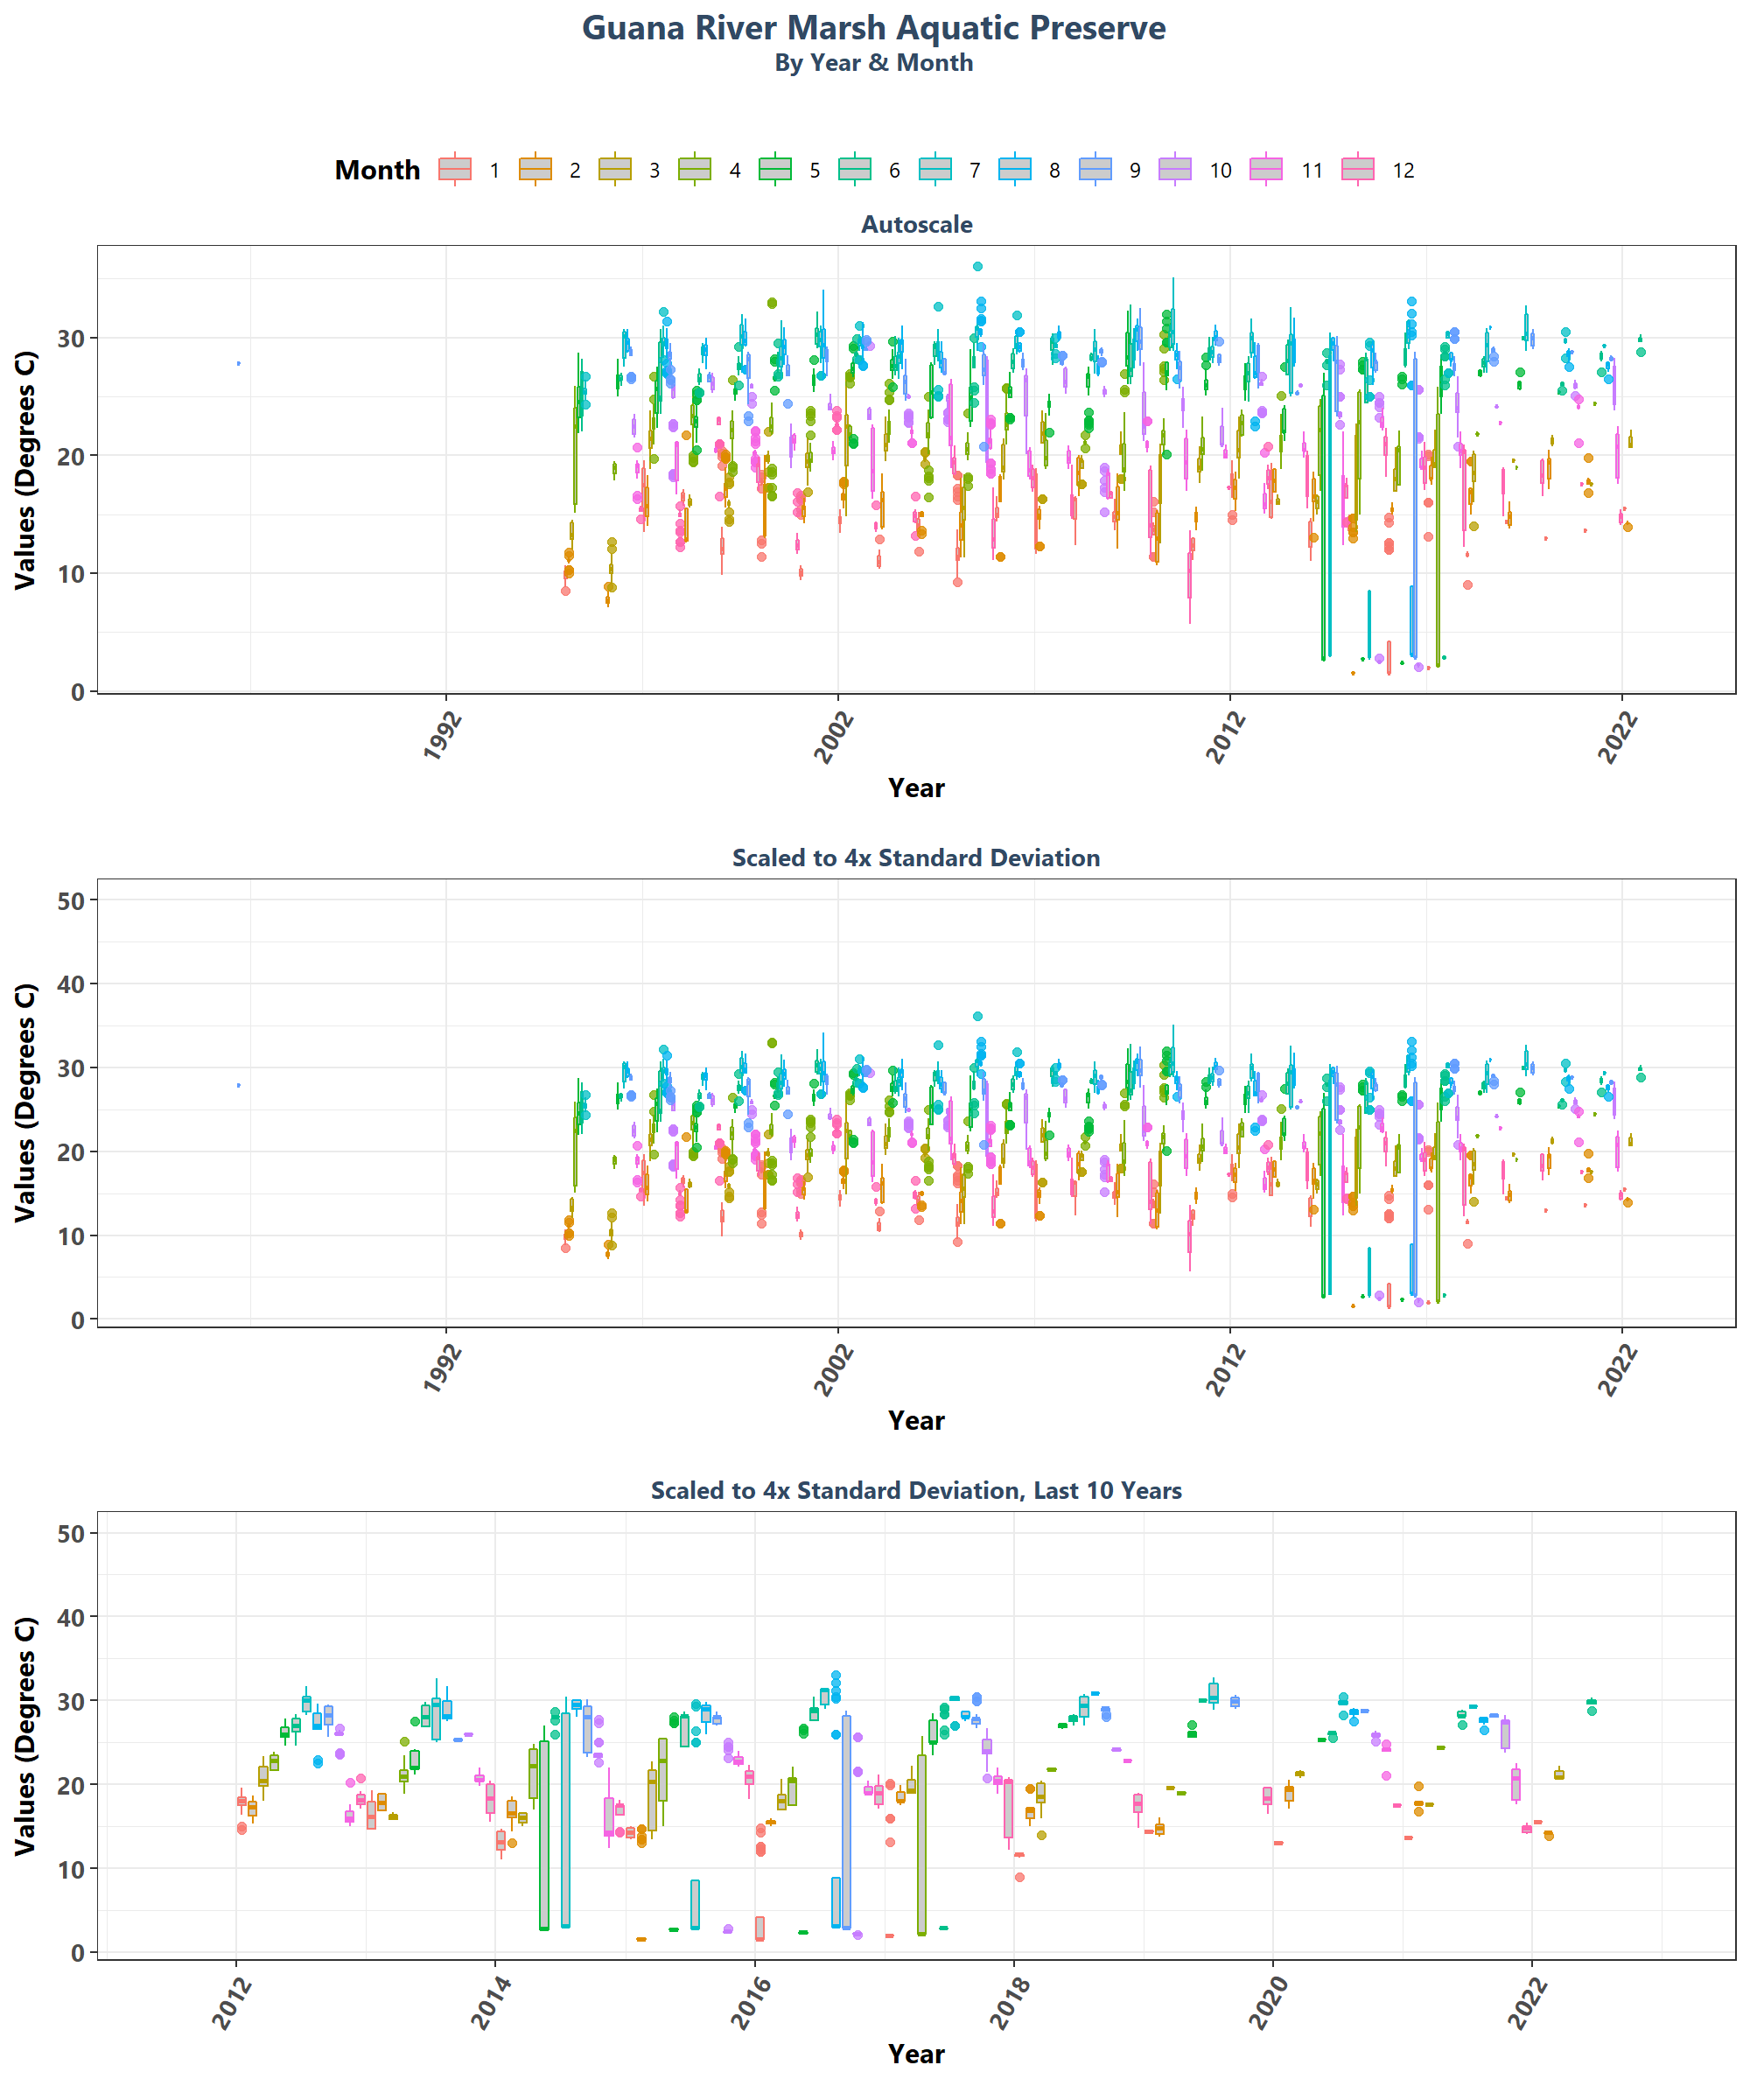 Guana River Marsh Aquatic Preserve
By Year & Month
Month 1 2 3 4 5 6 7 8 9 10 11 12
Autoscale
Values (Degrees C)
30
20
10
0
1992 2002 2012 2022
Year
Scaled to 4x Standard Deviation
Values (Degrees C)
50
40
30
20
10
0
1992 2002 2012 2022
Year
Scaled to 4x Standard Deviation, Last 10 Years
Values (Degrees C)
50
40
30
20
10
0
2012 2014 2016 2018 2020 2022
Year